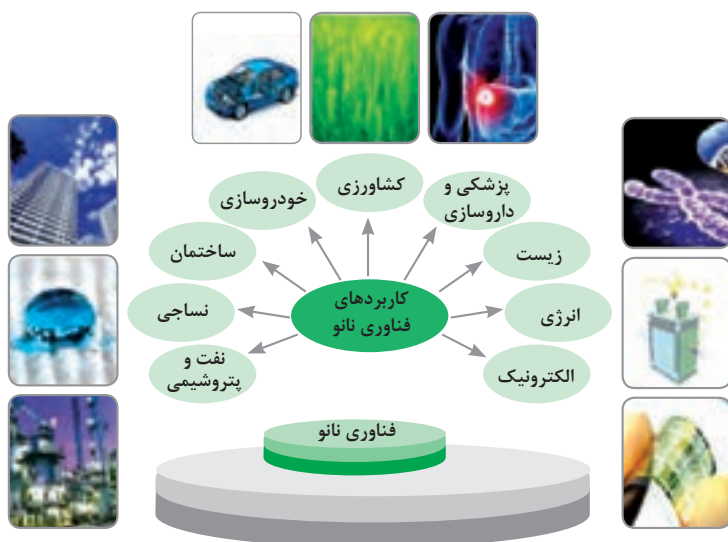 کشاورزی
پزشکی و
داروسازی
خودروسازی
زیست
ساختمان
کاربردهای
فناوری نانو
انرژی
نساجی
الکترونیک
نفت و
پتروشیمی
فناوری نانو